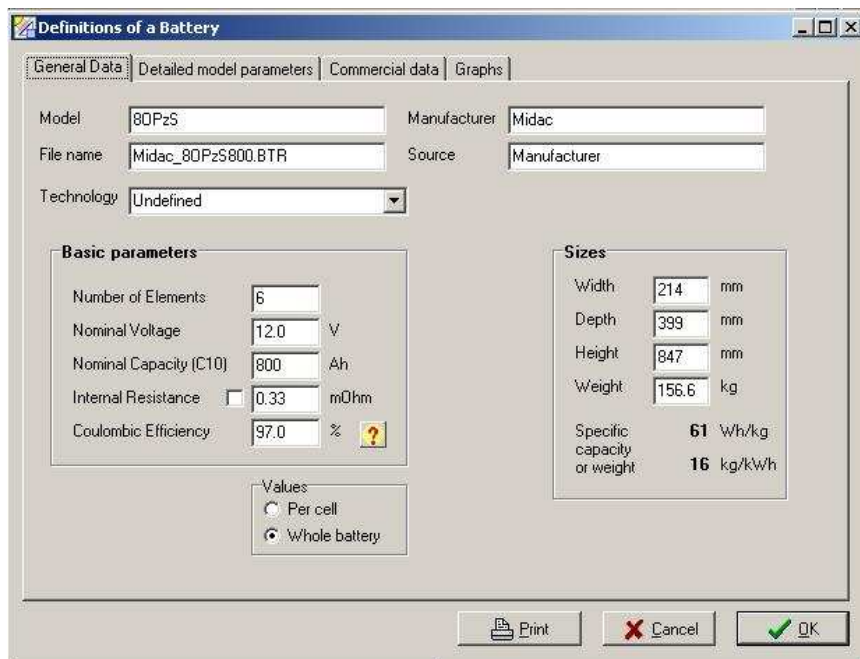 Definitions of a Battery
General Data Detailed model parameters Commercial data Graphs
Model 8OPzS Manufacturer Midac
File name Midac_8OPzS800.BTR Source Manufacturer
Technology Undefined
Basic parameters
Number of Elements 6
Nominal Voltage 12.0 V
Nominal Capacity (C10) 800 Ah
Internal Resistance 0.33 mOhm
Coulombic Efficiency 97.0 % ?
Values
Per cell
Whole battery
Sizes
Width 214 mm
Depth 399 mm
Height 847 mm
Weight 156.6 kg
Specific 61 Wh/kg
capacity
or weight 16 kg/kWh
Print Cancel OK